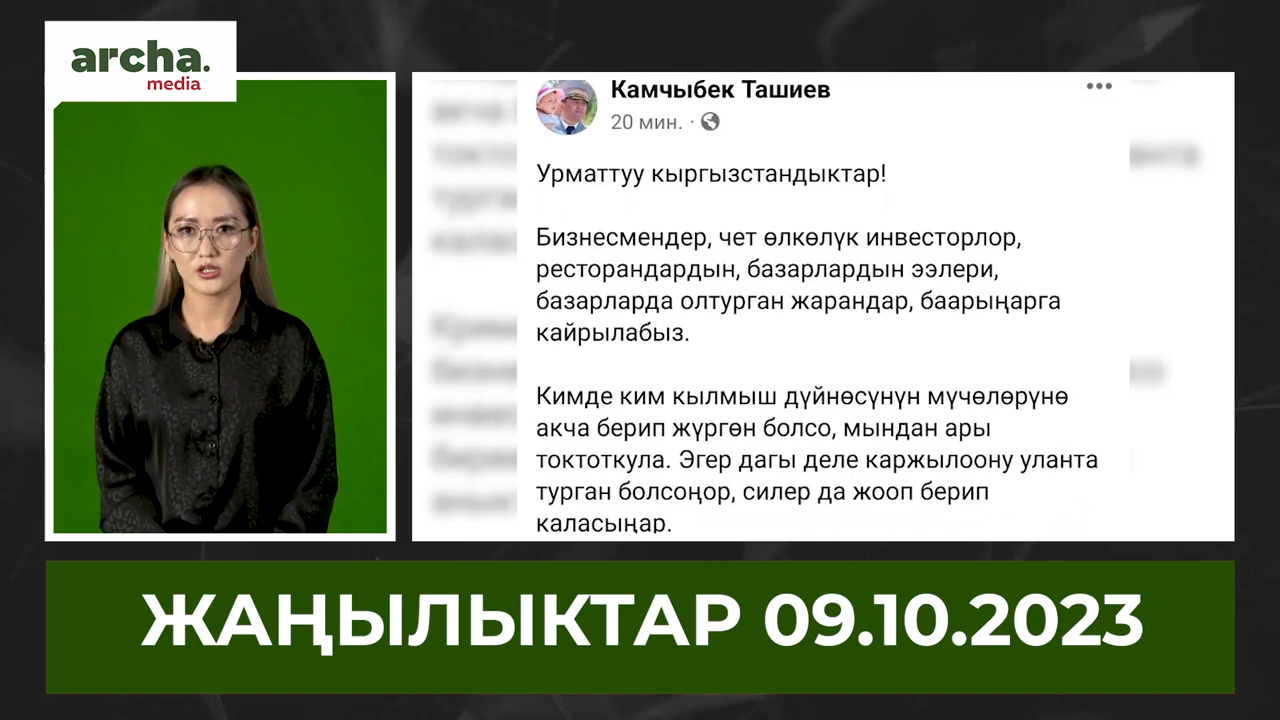 archa.
media
Камчыбек Ташиев
20 мин. ·
Урматтуу кыргызстандыктар!
Бизнесмендер, чет өлкөлүк инвесторлор,
ресторандардын, базарлардын ээлери,
базарларда олтурган жарандар, баарыңарга
кайрылабыз.
Кимде ким кылмыш дүйнөсүнүн мүчөлөрүнө
акча берип жүргөн болсо, мындан ары
токтоткула. Эгер дагы деле каржылоону уланта
турган болсоңор, силер да жооп берип
каласыңар.
ЖАҢЫЛЫКТАР 09.10.2023